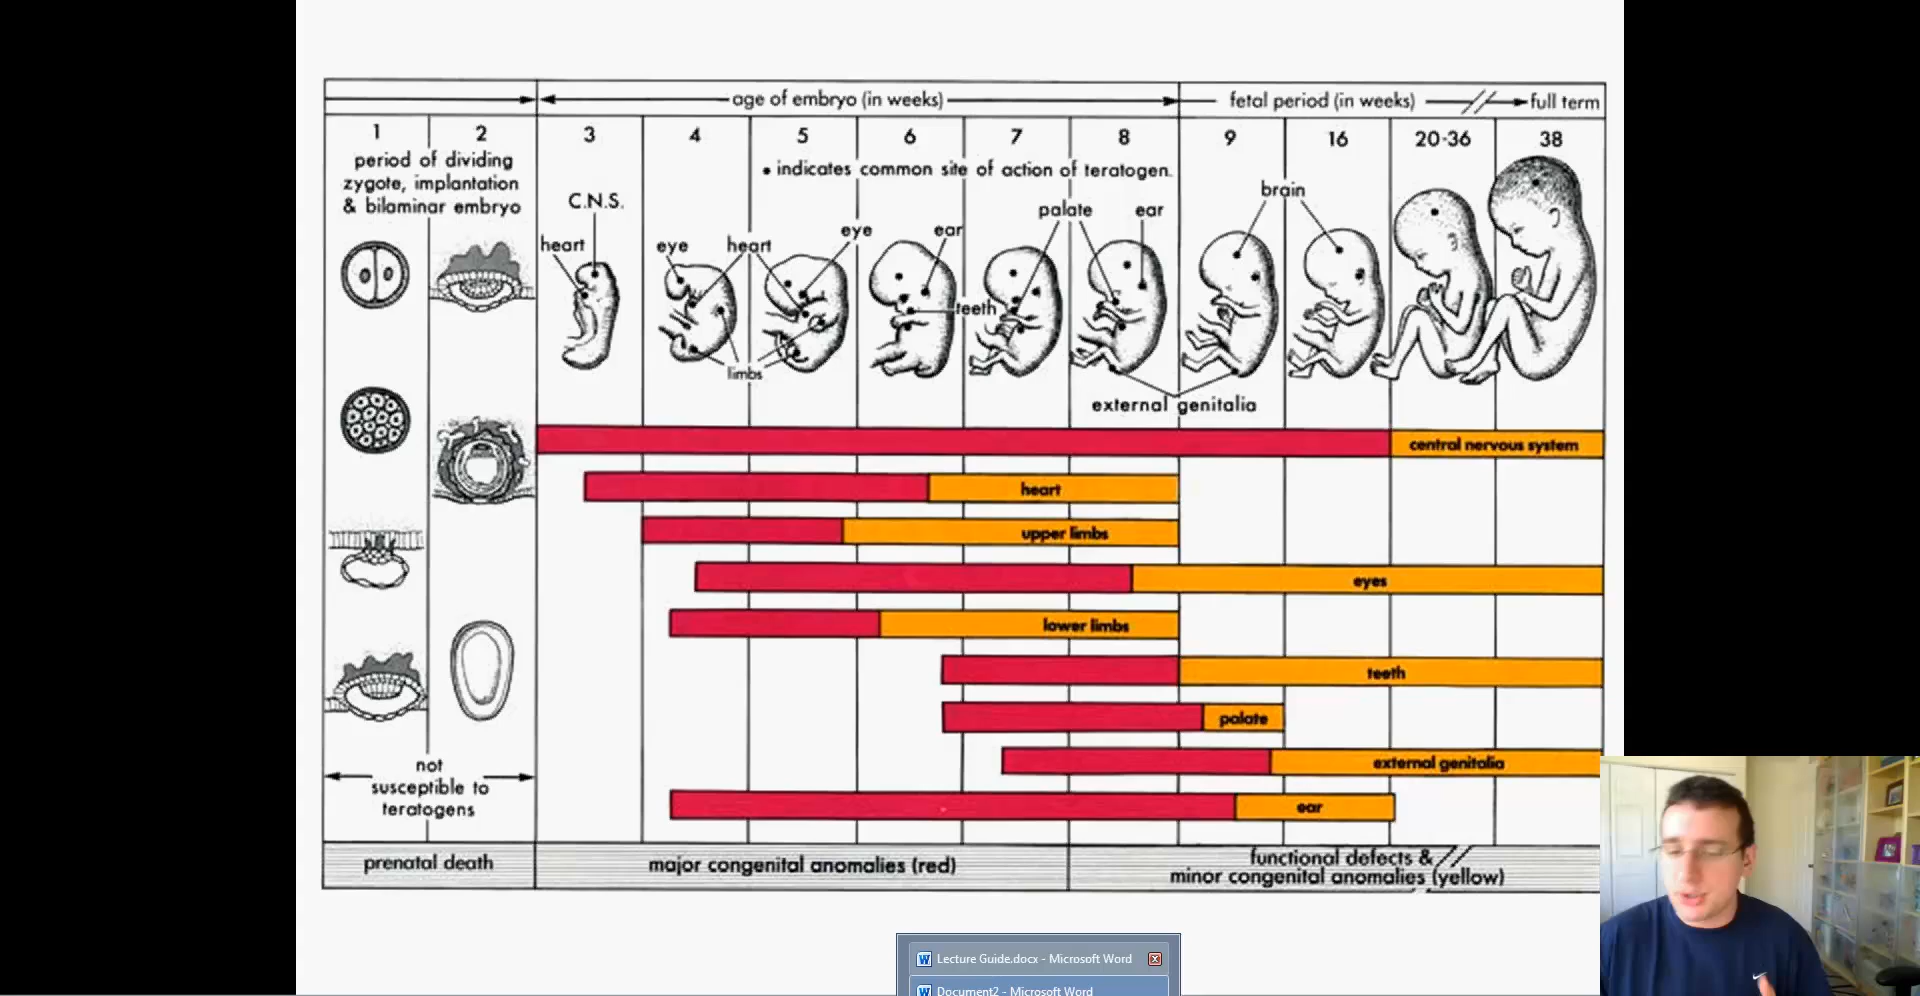 age of embryo (in weeks)
fetal period (in weeks)
full term
1
2
3
4
5
6
7
8
9
16
20-36
38
period of dividing
zygote, implantation
& bilaminar embryo
• indicates common site of action of teratogen.
C.N.S.
heart
eye
heart
eye
ear
palate
ear
brain
teeth
limbs
external genitalia
central nervous system
heart
upper limbs
eyes
lower limbs
teeth
palate
external genitalia
ear
not
susceptible to
teratogens
prenatal death
major congenital anomalies (red)
functional defects &
minor congenital anomalies (yellow)
Lecture Guide.docx - Microsoft Word
Document2 - Microsoft Word